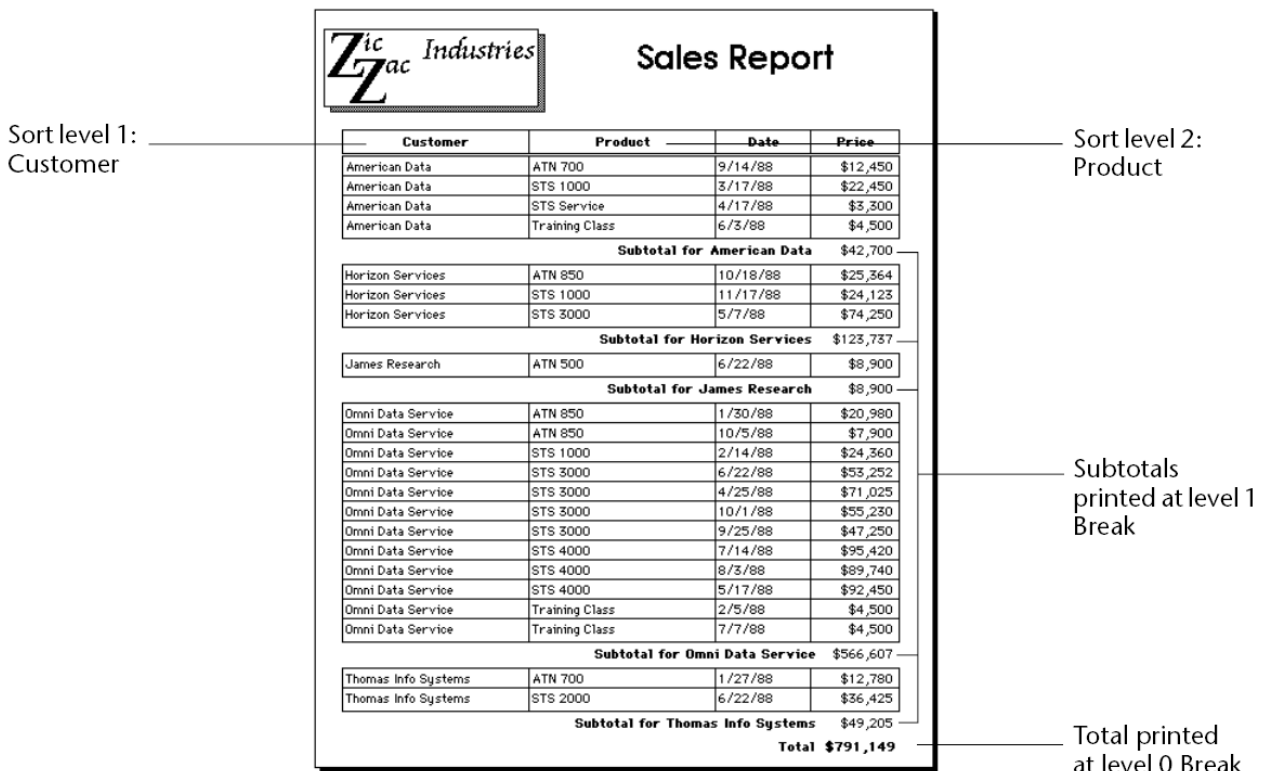 Zic Zac Industries
Sales Report
Sort level 1:
Customer
Sort level 2:
Product
Customer Product Date Price
American Data ATN 700 9/14/88 $12,450
American Data STS 1000 3/17/88 $22,450
American Data STS Service 4/17/88 $3,300
American Data Training Class 6/3/88 $4,500
Subtotal for American Data $42,700
Horizon Services ATN 850 10/18/88 $25,364
Horizon Services STS 1000 11/17/88 $24,123
Horizon Services STS 3000 5/7/88 $74,250
Subtotal for Horizon Services $123,737
James Research ATN 500 6/22/88 $8,900
Subtotal for James Research $8,900
Omni Data Service ATN 850 1/30/88 $20,980
Omni Data Service ATN 850 10/5/88 $7,900
Omni Data Service STS 1000 2/14/88 $24,360
Omni Data Service STS 3000 6/22/88 $53,252
Omni Data Service STS 3000 4/25/88 $71,025
Omni Data Service STS 3000 10/1/88 $55,230
Omni Data Service STS 3000 9/25/88 $47,250
Omni Data Service STS 4000 7/14/88 $95,420
Omni Data Service STS 4000 8/3/88 $89,740
Omni Data Service STS 4000 5/17/88 $92,450
Omni Data Service Training Class 2/5/88 $4,500
Omni Data Service Training Class 7/7/88 $4,500
Subtotal for Omni Data Service $566,607
Subtotals
printed at level 1
Break
Thomas Info Systems ATN 700 1/27/88 $12,780
Thomas Info Systems STS 2000 6/22/88 $36,425
Subtotal for Thomas Info Systems $49,205
Total $791,149
Total printed
at level 0 Break